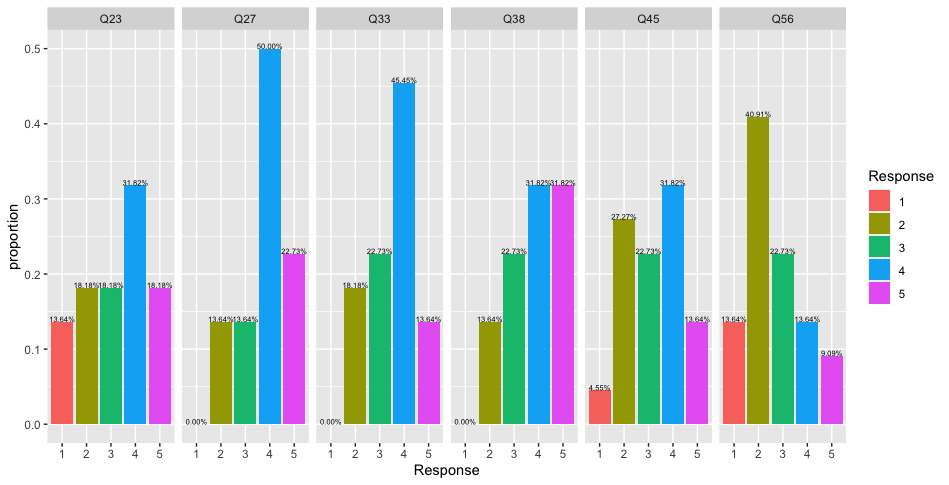 Q23 Q27 Q33 Q38 Q45 Q56
proportion
0.5
0.4
0.3
0.2
0.1
0.0
13.64% 18.18% 18.18% 31.82% 18.18%
0.00% 13.64% 13.64% 50.00% 22.73%
0.00% 18.18% 22.73% 45.45% 13.64%
0.00% 13.64% 22.73% 31.82% 31.82%
4.55% 27.27% 22.73% 31.82% 13.64%
13.64% 40.91% 22.73% 13.64% 9.09%
1 2 3 4 5 1 2 3 4 5 1 2 3 4 5 1 2 3 4 5 1 2 3 4 5 1 2 3 4 5
Response
Response
1
2
3
4
5